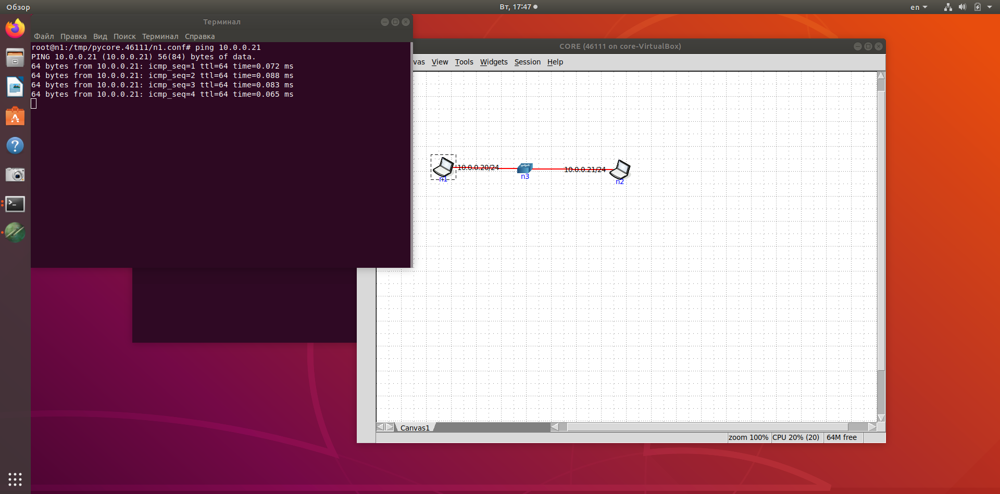 Обзор
Вт, 17:47
en
Терминал
Файл Правка Вид Поиск Терминал Справка
root@n1:/tmp/pycore.46111/n1.conf# ping 10.0.0.21
PING 10.0.0.21 (10.0.0.21) 56(84) bytes of data.
64 bytes from 10.0.0.21: icmp_seq=1 ttl=64 time=0.072 ms
64 bytes from 10.0.0.21: icmp_seq=2 ttl=64 time=0.088 ms
64 bytes from 10.0.0.21: icmp_seq=3 ttl=64 time=0.083 ms
64 bytes from 10.0.0.21: icmp_seq=4 ttl=64 time=0.065 ms
CORE (46111 on core-VirtualBox)
vas View Tools Widgets Session Help
10.0.0.20/24
10.0.0.21/24
n1
n3
n2
Canvas1
zoom 100% CPU 20% (20) 64M free